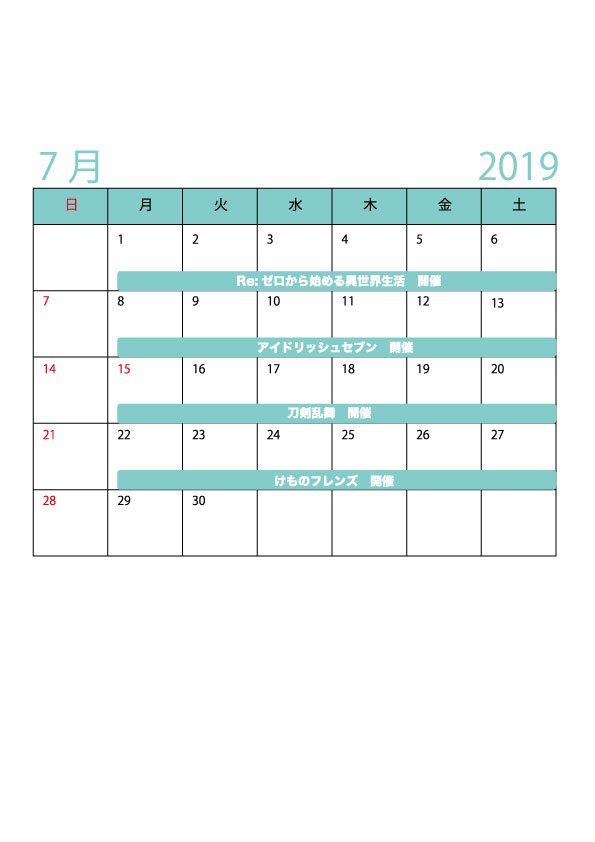 7月 2019
日 月 火 水 木 金 土
1 2 3 4 5 6
Re:ゼロから始める異世界生活　開催
7 8 9 10 11 12 13
アイドリッシュセブン　開催
14 15 16 17 18 19 20
刀剣乱舞　開催
21 22 23 24 25 26 27
けものフレンズ　開催
28 29 30